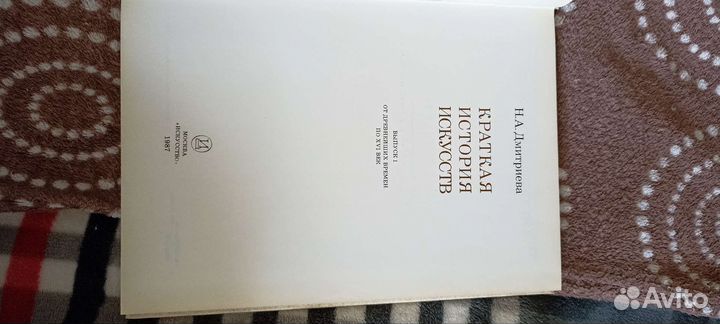 Н.А.Дмитриева
КРАТКАЯ
ИСТОРИЯ
ИСКУССТВ
ВЫПУСК I
ОТ ДРЕВНЕЙШИХ ВРЕМЕН
ПО XVI ВЕК
МОСКВА
«ИСКУССТВО»
1987
Avito